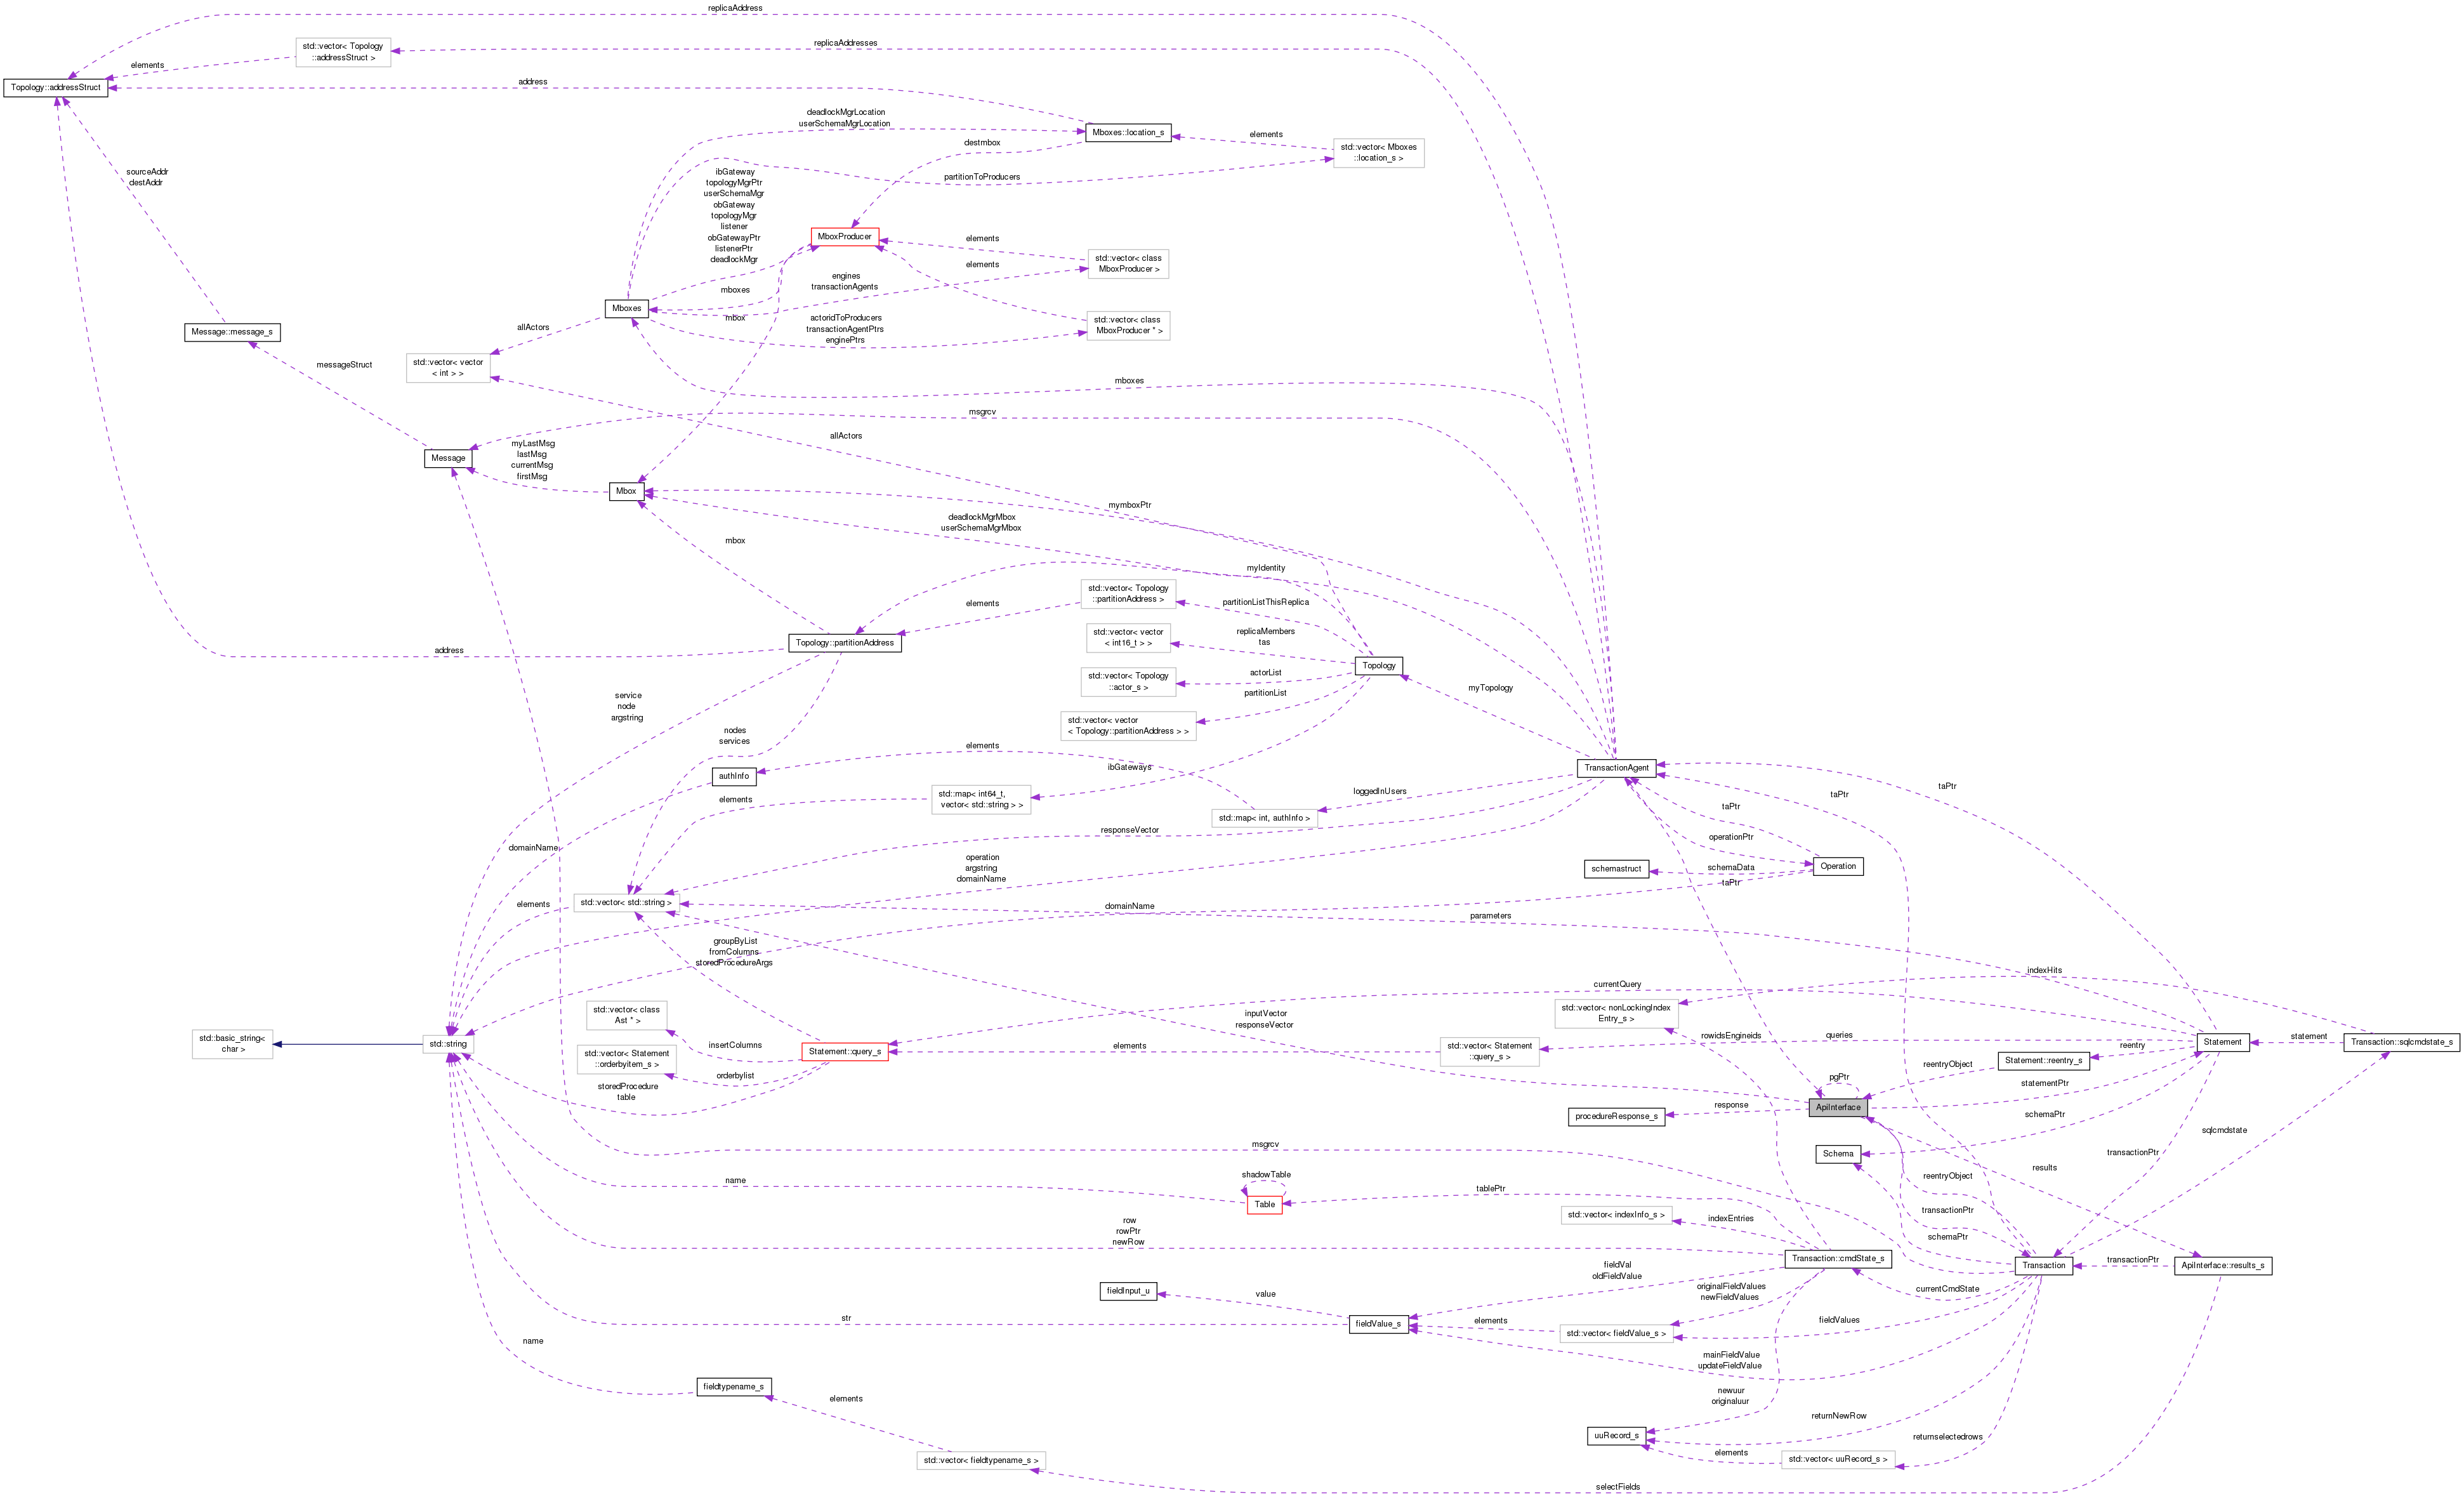 replicaAddress
std::vector< Topology
::addressStruct >
replicaAddresses
elements
Topology::addressStruct
address
deadlockMgrLocation
userSchemaMgrLocation
Mboxes::location_s
elements
std::vector< Mboxes
::location_s >
destmbox
sourceAddr
destAddr
ibGateway
topologyMgrPtr
userSchemaMgr
obGateway
topologyMgr
listener
obGatewayPtr
listenerPtr
deadlockMgr
partitionToProducers
MboxProducer
elements
std::vector< class
MboxProducer >
elements
engines
transactionAgents
mboxes
Mboxes
mbox
actoridToProducers
transactionAgentPtrs
enginePtrs
std::vector< class
MboxProducer * >
Message::message_s
allActors
std::vector< vector
< int > >
messageStruct
mboxes
msgrcv
allActors
Message
myLastMsg
lastMsg
currentMsg
firstMsg
Mbox
mymboxPtr
deadlockMgrMbox
userSchemaMgrMbox
mbox
myIdentity
std::vector< Topology
::partitionAddress >
elements
partitionListThisReplica
Topology::partitionAddress
std::vector< vector
< int16_t > >
replicaMembers
tas
address
Topology
std::vector< Topology
::actor_s >
actorList
myTopology
partitionList
service
node
argstring
std::vector< vector
< Topology::partitionAddress > >
nodes
services
elements
ibGateways
TransactionAgent
authInfo
std::map< int64_t,
vector< std::string > >
elements
loggedInUsers
std::map< int, authInfo >
taPtr
taPtr
taPtr
responseVector
operationPtr
domainName
operation
argstring
domainName
schemastruct
schemaData
Operation
taPtr
std::vector< std::string >
elements
domainName
parameters
groupByList
fromColumns
storedProcedureArgs
indexHits
currentQuery
std::vector< class
Ast * >
std::vector< nonLockingIndex
Entry_s >
inputVector
responseVector
std::basic_string<
char >
std::string
insertColumns
Statement::query_s
elements
std::vector< Statement
::query_s >
rowidsEngineids
queries
Statement
statement
Transaction::sqlcmdstate_s
std::vector< Statement
::orderbyitem_s >
orderbylist
reentry
Statement::reentry_s
reentryObject
storedProcedure
table
pgPtr
statementPtr
procedureResponse_s
response
ApiInterface
schemaPtr
sqlcmdstate
msgrcv
Schema
transactionPtr
results
shadowTable
name
Table
tablePtr
reentryObject
std::vector< indexInfo_s >
indexEntries
transactionPtr
row
rowPtr
newRow
schemaPtr
Transaction::cmdState_s
Transaction
transactionPtr
ApiInterface::results_s
fieldVal
oldFieldValue
fieldInput_u
value
originalFieldValues
newFieldValues
currentCmdState
str
fieldValue_s
elements
std::vector< fieldValue_s >
fieldValues
name
mainFieldValue
updateFieldValue
fieldtypename_s
elements
newuur
originaluur
returnNewRow
uuRecord_s
returnselectedrows
elements
std::vector< uuRecord_s >
std::vector< fieldtypename_s >
selectFields